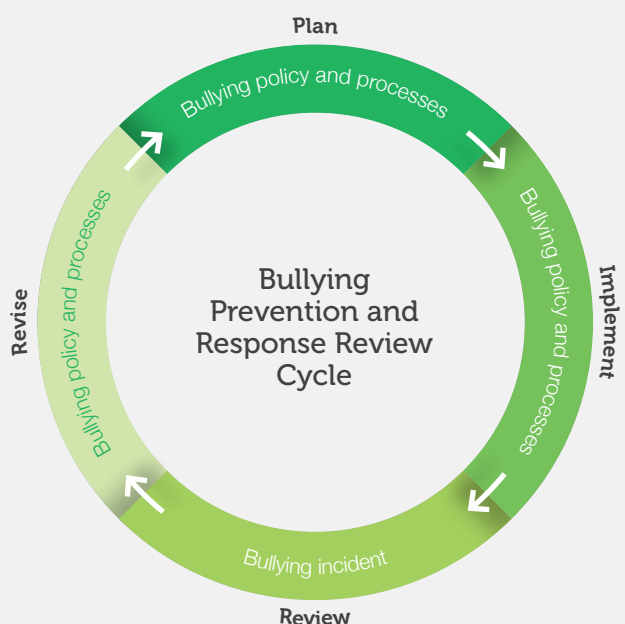 Plan
Bullying policy and processes
Implement
Bullying policy and processes
Review
Bullying incident
Revise
Bullying policy and processes
Bullying
Prevention and
Response Review
Cycle